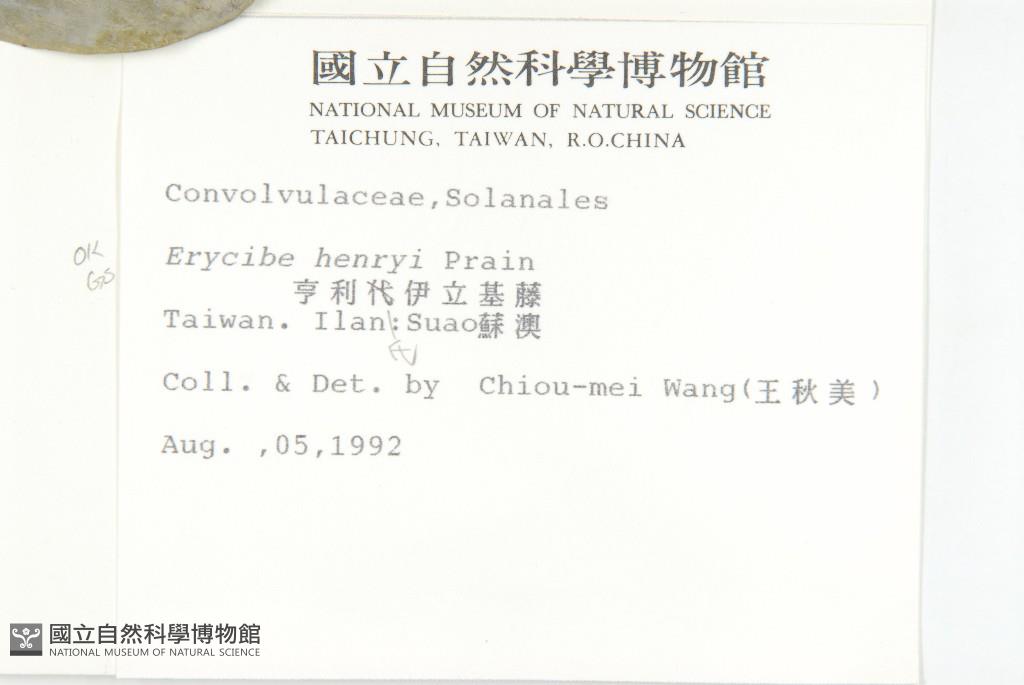 國立自然科學博物館
NATIONAL MUSEUM OF NATURAL SCIENCE
TAICHUNG, TAIWAN, R.O.CHINA
Convolvulaceae,Solanales
Erycibe henryi Prain
亨利代伊立基藤
Taiwan. Ilan:Suao蘇澳
氏
Coll. & Det. by Chiou-mei Wang(王秋美)
Aug. ,05,1992
OK
GS
國立自然科學博物館
NATIONAL MUSEUM OF NATURAL SCIENCE